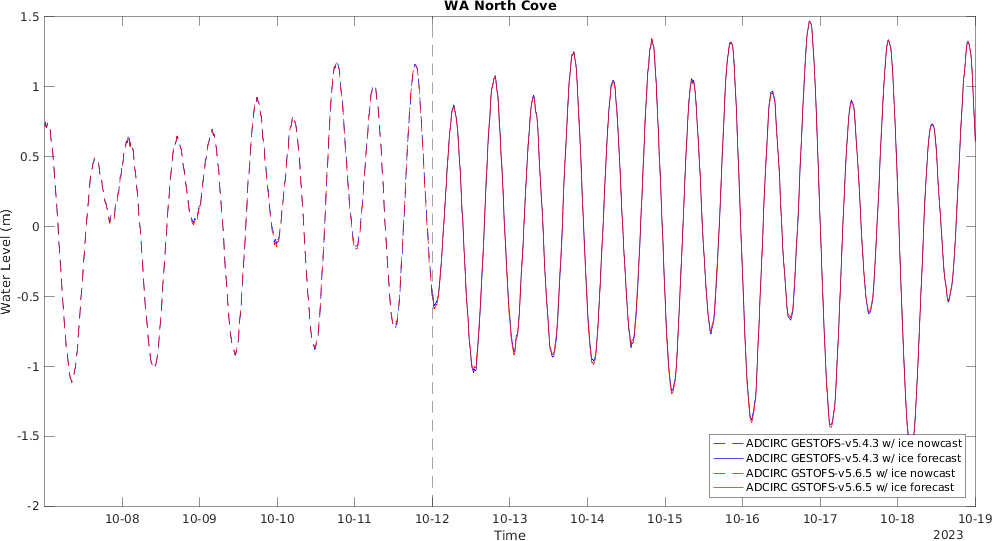 WA North Cove
1.5
1
0.5
0
-0.5
-1
-1.5
-2
Water Level (m)
10-08 10-09 10-10 10-11 10-12 10-13 10-14 10-15 10-16 10-17 10-18 10-19
Time
2023
ADCIRC GESTOFS-v5.4.3 w/ ice nowcast
ADCIRC GESTOFS-v5.4.3 w/ ice forecast
ADCIRC GSTOFS-v5.6.5 w/ ice nowcast
ADCIRC GSTOFS-v5.6.5 w/ ice forecast